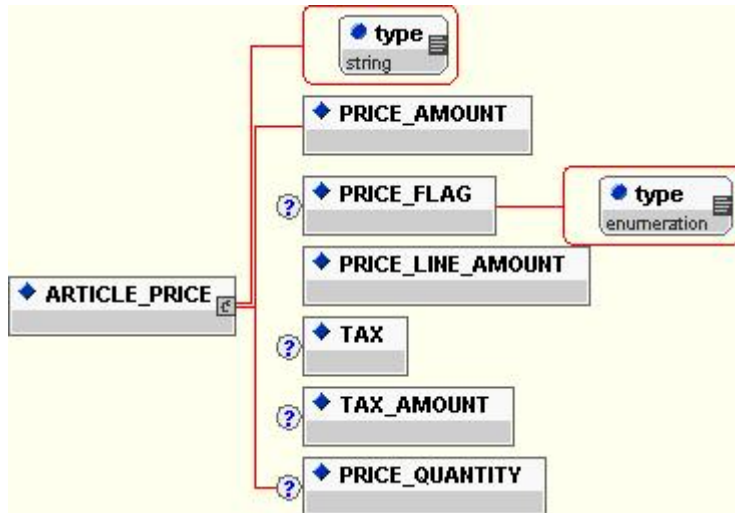 type
string
PRICE_AMOUNT
? PRICE_FLAG
type
enumeration
PRICE_LINE_AMOUNT
ARTICLE_PRICE
? TAX
? TAX_AMOUNT
? PRICE_QUANTITY